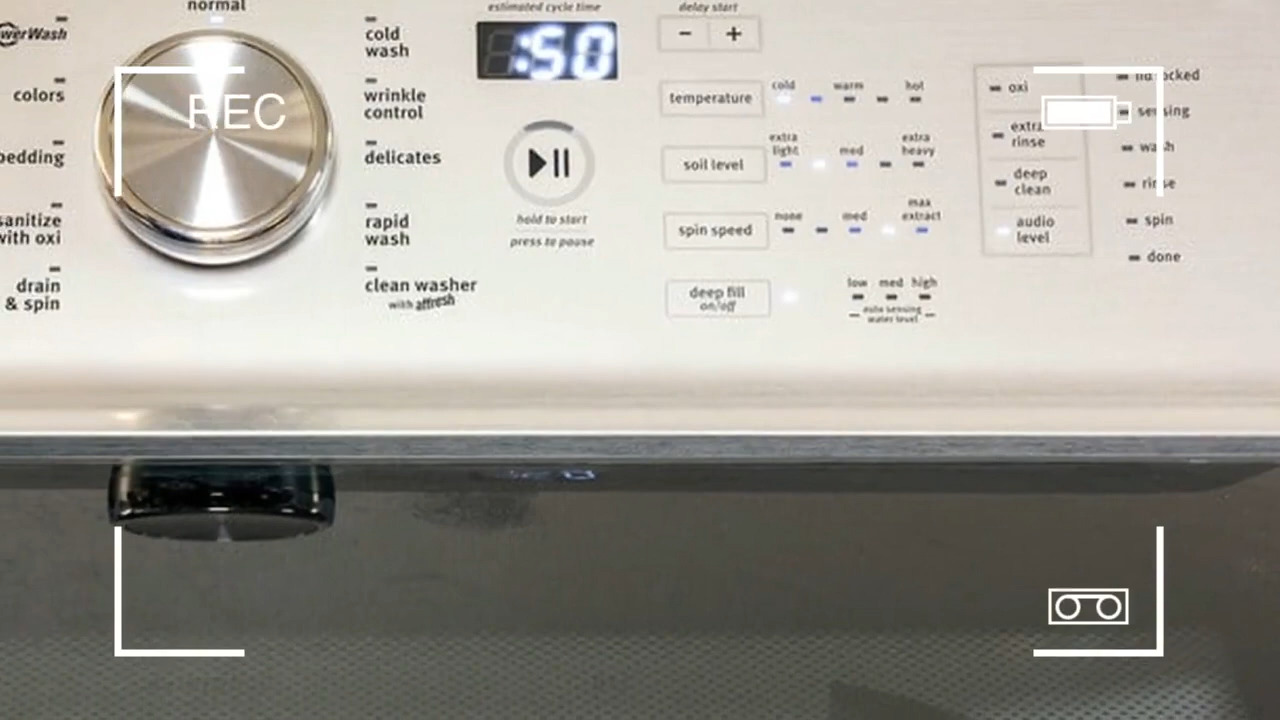 normal
werWash
colors
bedding
sanitize
with oxi
drain
& spin
REC
cold
wash
wrinkle
control
delicates
rapid
wash
clean washer
with affresh
estimated cycle time
:50
hold to start
press to pause
delay start
- +
temperature
cold warm hot
soil level
extra
light
med
extra
heavy
spin speed
none med
max
extract
deep fill
on/off
low med high
auto sensing
water level
oxi
extra
rinse
deep
clean
audio
level
lid locked
sensing
wash
rinse
spin
done